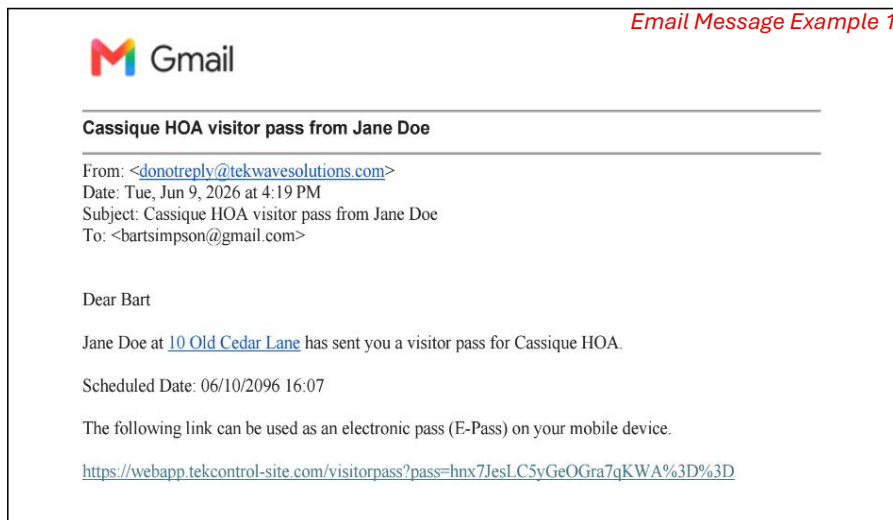 Email Message Example 1
Gmail
Cassique HOA visitor pass from Jane Doe
From: <donotreply@tekwavesolutions.com>
Date: Tue, Jun 9, 2026 at 4:19 PM
Subject: Cassique HOA visitor pass from Jane Doe
To: <bartsimpson@gmail.com>
Dear Bart
Jane Doe at 10 Old Cedar Lane has sent you a visitor pass for Cassique HOA.
Scheduled Date: 06/10/2096 16:07
The following link can be used as an electronic pass (E-Pass) on your mobile device.
https://webapp.tekcontrol-site.com/visitorpass?pass=hnx7JesLC5yGeOGra7qKWA%3D%3D